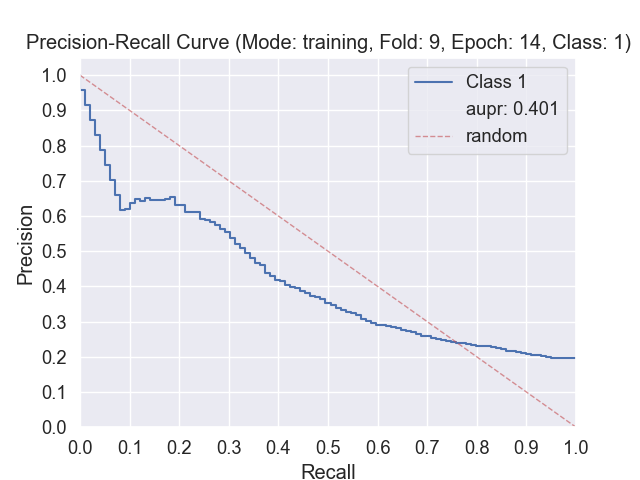 Precision-Recall Curve (Mode: training, Fold: 9, Epoch: 14, Class: 1)
Class 1
aupr: 0.401
random
1.0
0.9
0.8
0.7
0.6
0.5
0.4
0.3
0.2
0.1
0.0
Precision
0.0 0.1 0.2 0.3 0.4 0.5 0.6 0.7 0.8 0.9 1.0
Recall